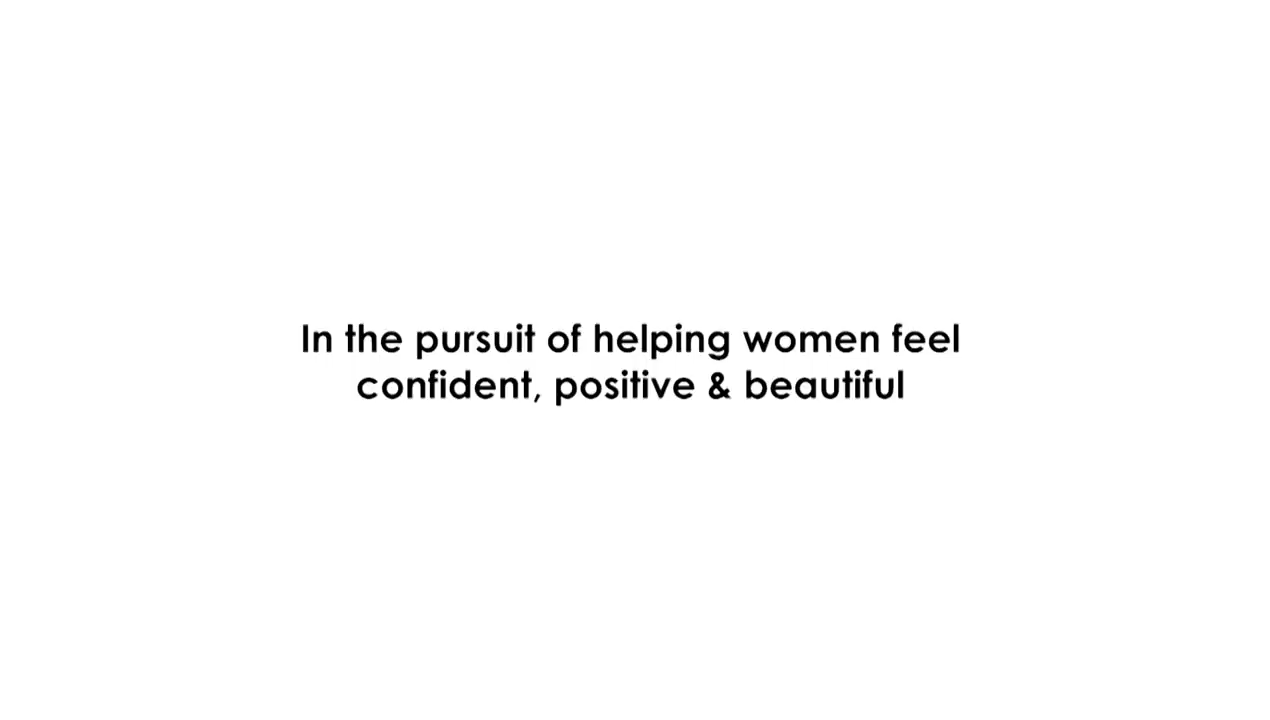 In the pursuit of helping women feel
confident, positive & beautiful